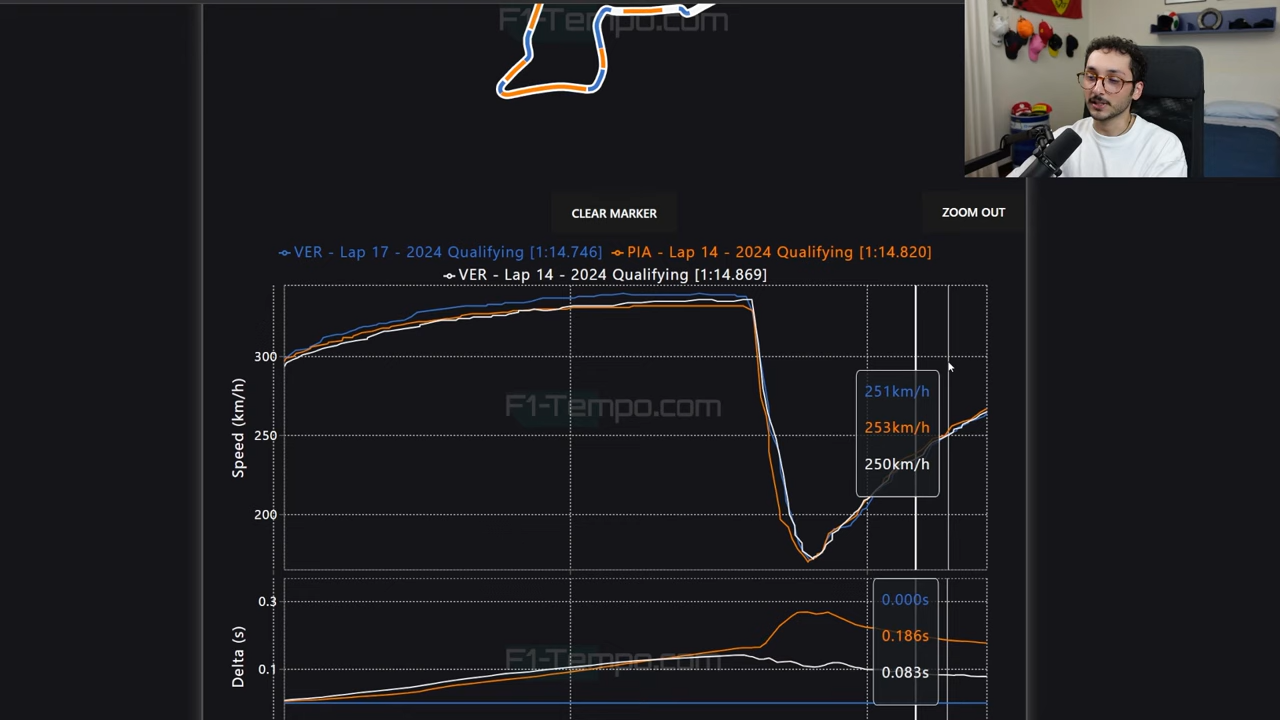 F1-Tempo.com
CLEAR MARKER
ZOOM OUT
VER - Lap 17 - 2024 Qualifying [1:14.746] PIA - Lap 14 - 2024 Qualifying [1:14.820]
VER - Lap 14 - 2024 Qualifying [1:14.869]
300
250
200
Speed (km/h)
F1-Tempo.com
251km/h
253km/h
250km/h
0.3
0.1
Delta (s)
F1-Tempo.com
0.000s
0.186s
0.083s